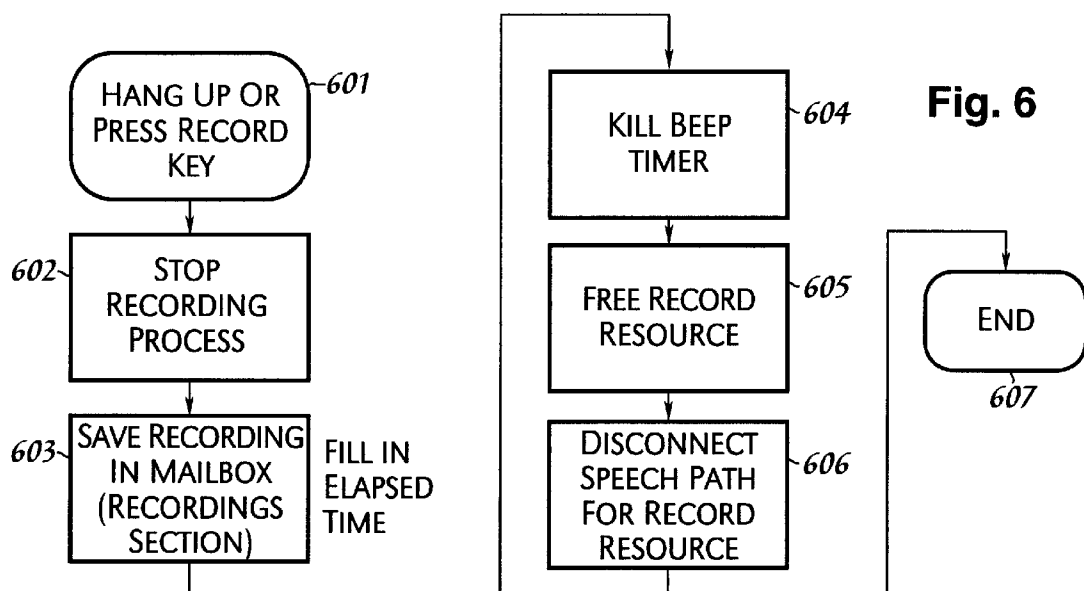 601
HANG UP OR
PRESS RECORD
KEY
602
STOP
RECORDING
PROCESS
603
SAVE RECORDING
IN MAILBOX
(RECORDINGS
SECTION)
FILL IN
ELAPSED
TIME
604
KILL BEEP
TIMER
605
FREE RECORD
RESOURCE
606
DISCONNECT
SPEECH PATH
FOR RECORD
RESOURCE
Fig. 6
END
607